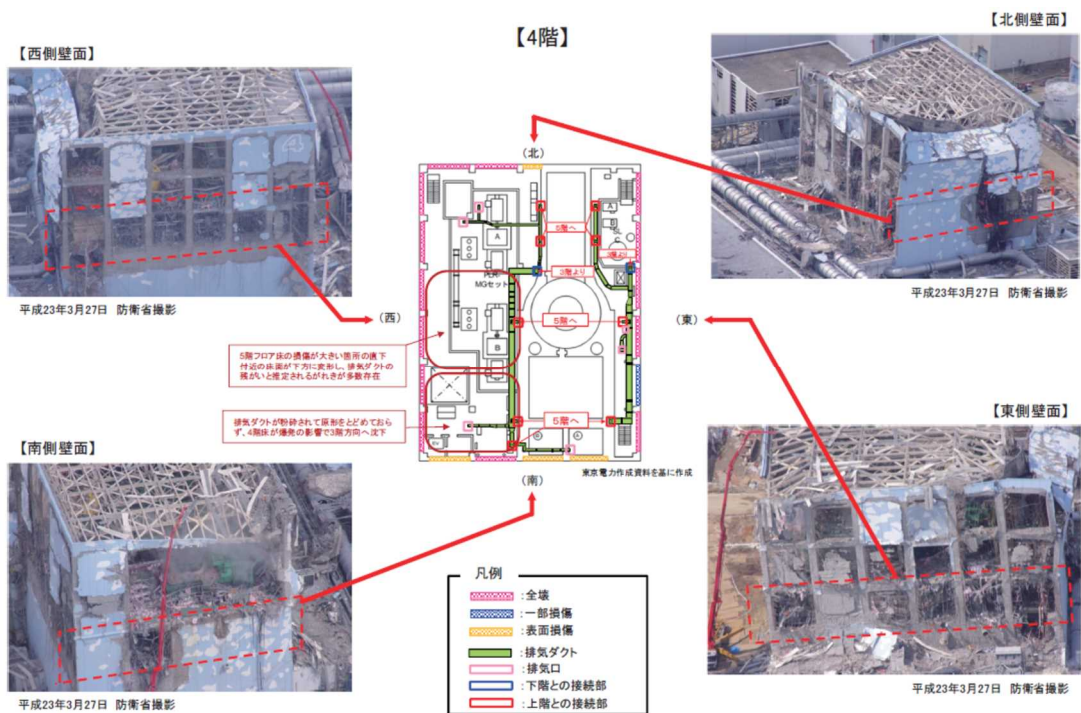 【4階】
【西側壁面】
【北側壁面】
平成23年3月27日 防衛省撮影
平成23年3月27日 防衛省撮影
(北)
(西)
(東)
(南)
A
A
B
5階へ
3階より
3階より
MGセット
5階へ
B
5階へ
5階フロア床の損傷が大きい箇所の直下
付近の床面が下方に変形し、排気ダクトの
残がいと推定されるがれきが多数存在
排気ダクトが粉砕されて原形をとどめておら
ず、4階床が爆発の影響で3階方向へ沈下
東京電力作成資料を基に作成
【南側壁面】
【東側壁面】
平成23年3月27日 防衛省撮影
平成23年3月27日 防衛省撮影
凡例
:全壊
:一部損傷
:表面損傷
:排気ダクト
:排気口
:下階との接続部
:上階との接続部